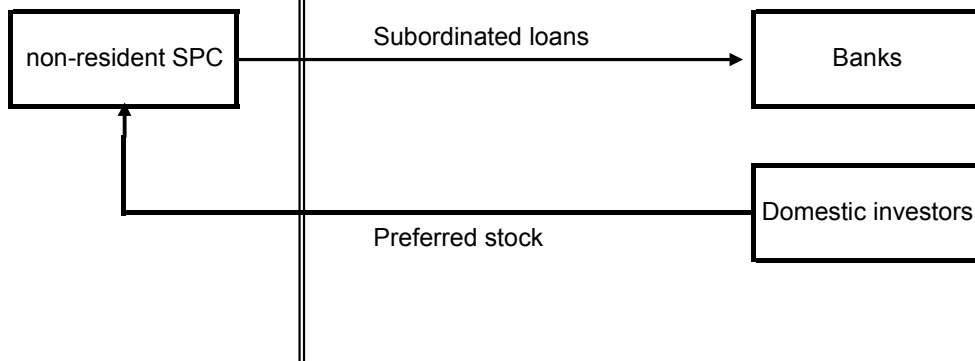 non-resident SPC
Subordinated loans
Banks
Domestic investors
Preferred stock